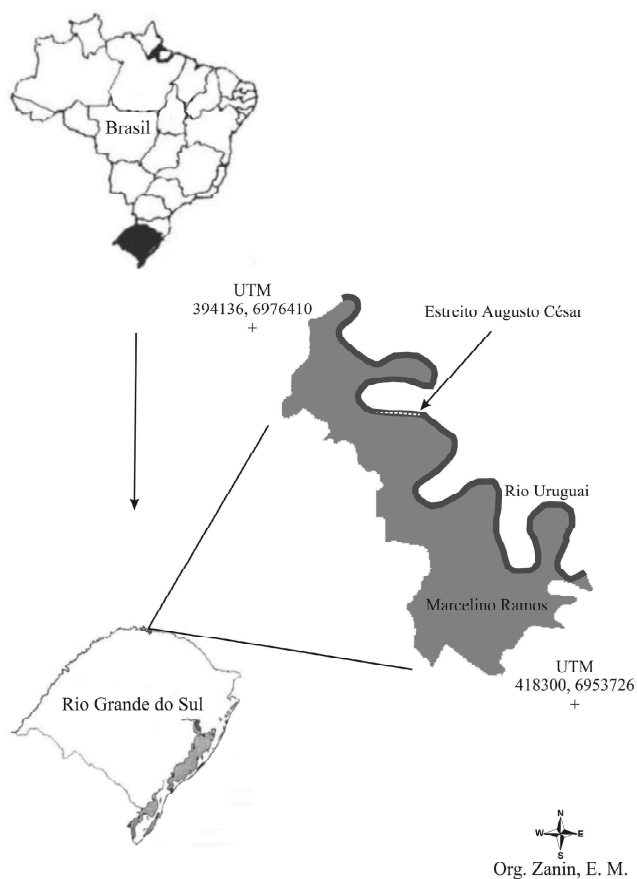 Brasil
UTM
394136, 6976410
+
Estreito Augusto César
Rio Uruguai
Marcelino Ramos
UTM
418300, 6953726
+
Rio Grande do Sul
N
W E
S
Org. Zanin, E. M.